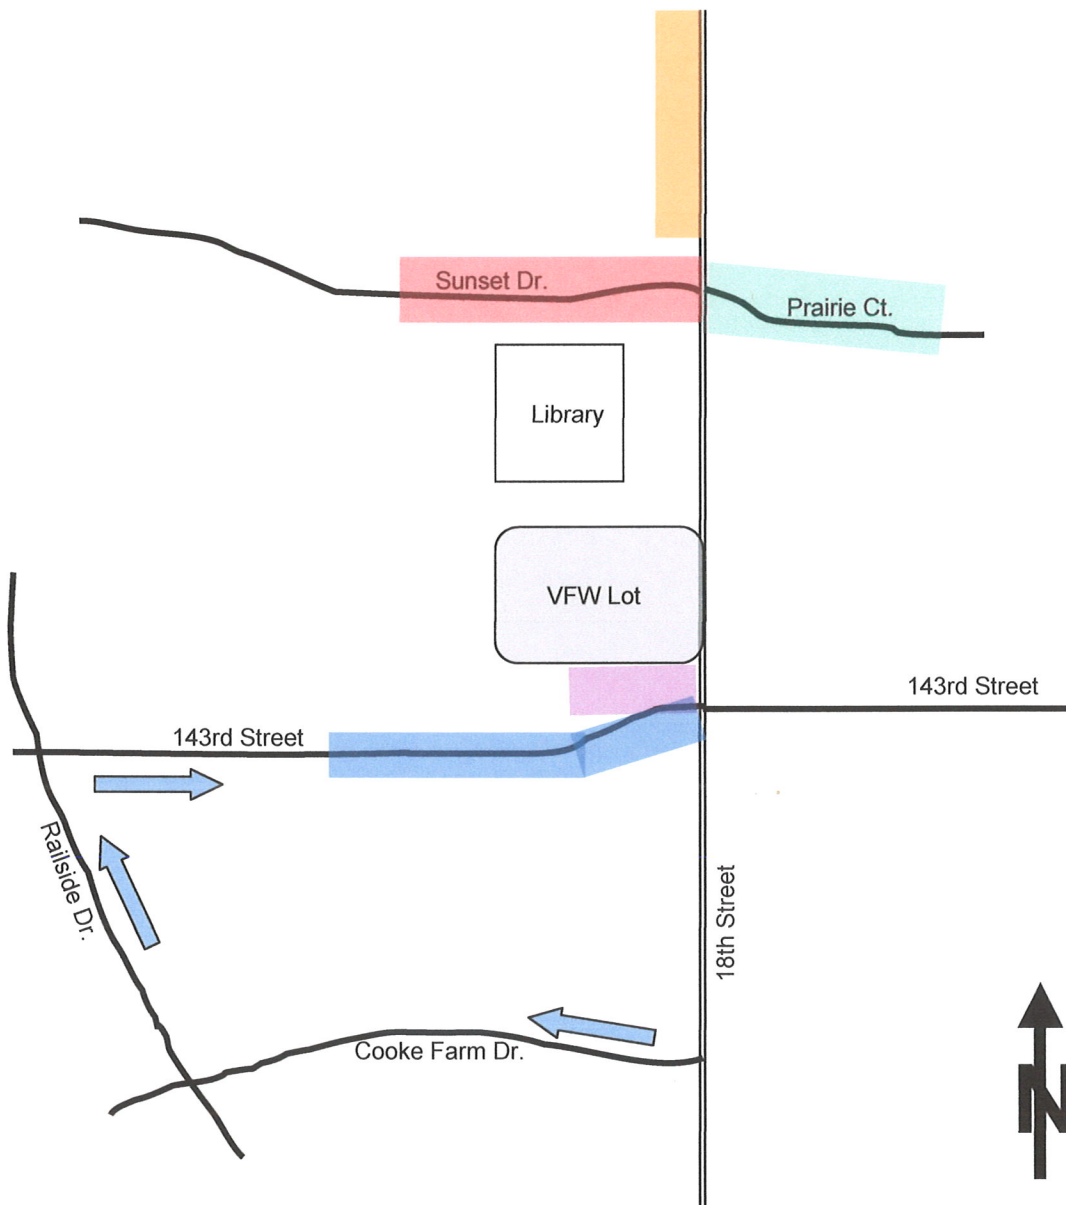 Sunset Dr.
Prairie Ct.
Library
VFW Lot
143rd Street
143rd Street
Railside Dr.
18th Street
Cooke Farm Dr.
N